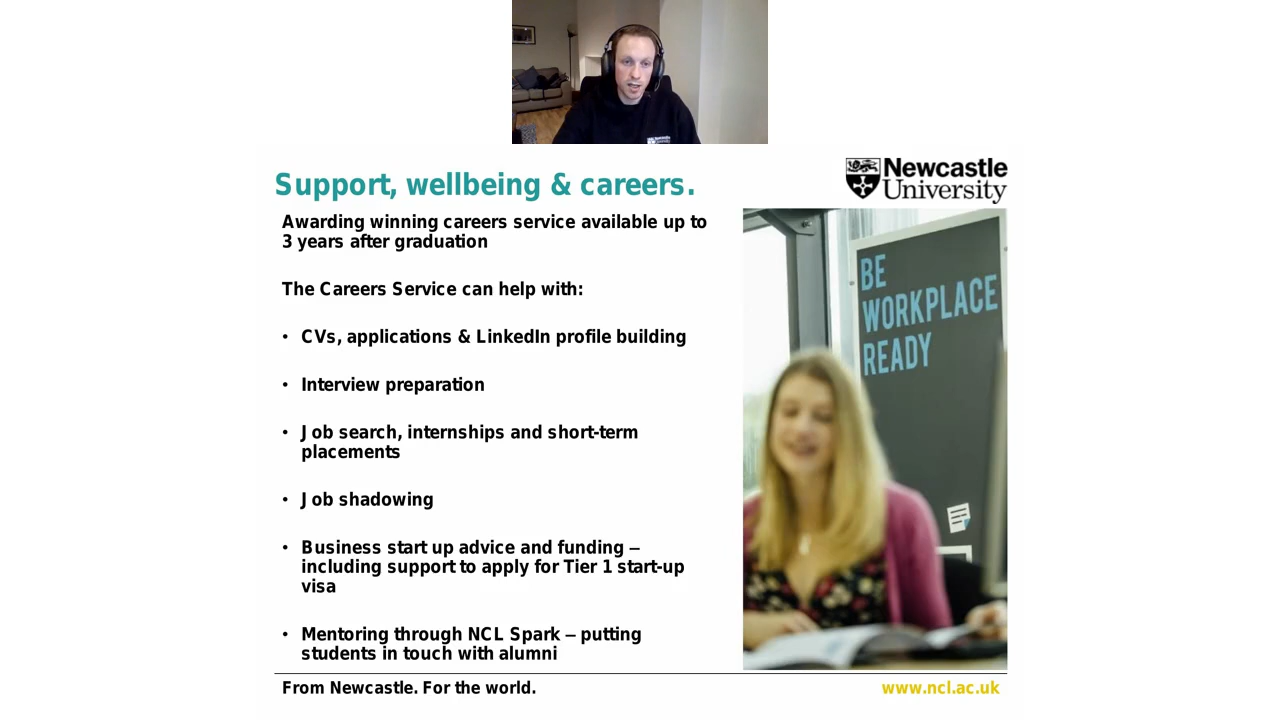 Support, wellbeing & careers.
Newcastle
University
Awarding winning careers service available up to
3 years after graduation
The Careers Service can help with:
• CVs, applications & LinkedIn profile building
• Interview preparation
• Job search, internships and short-term
placements
• Job shadowing
• Business start up advice and funding –
including support to apply for Tier 1 start-up
visa
• Mentoring through NCL Spark – putting
students in touch with alumni
BE
WORKPLACE
READY
From Newcastle. For the world.
www.ncl.ac.uk